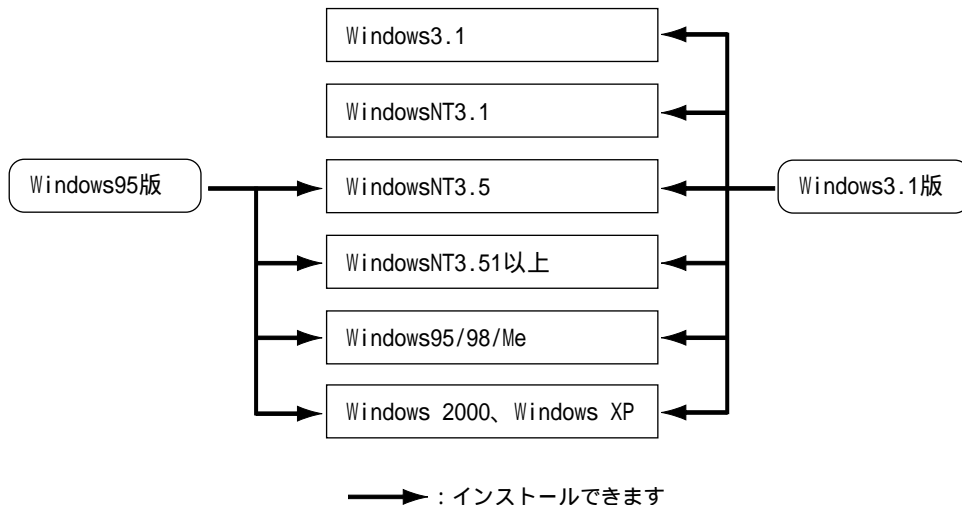 Windows3.1
WindowsNT3.1
Windows95版
WindowsNT3.5
Windows3.1版
WindowsNT3.51以上
Windows95/98/Me
Windows 2000、Windows XP
：インストールできます